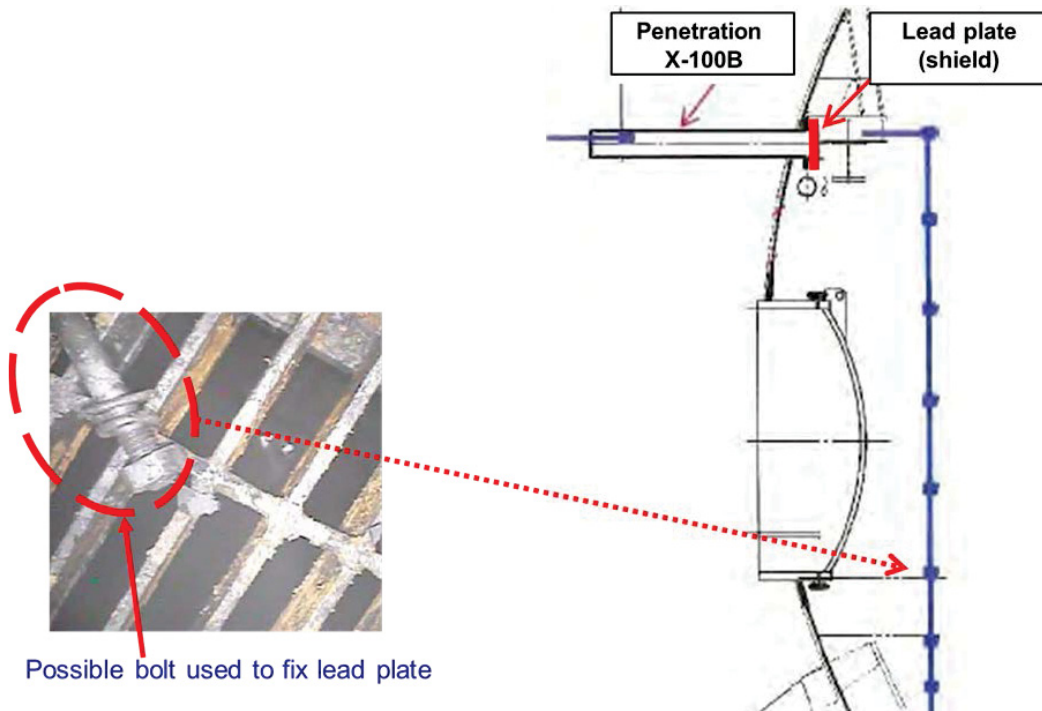 Penetration
X-100B
Lead plate
(shield)
Possible bolt used to fix lead plate